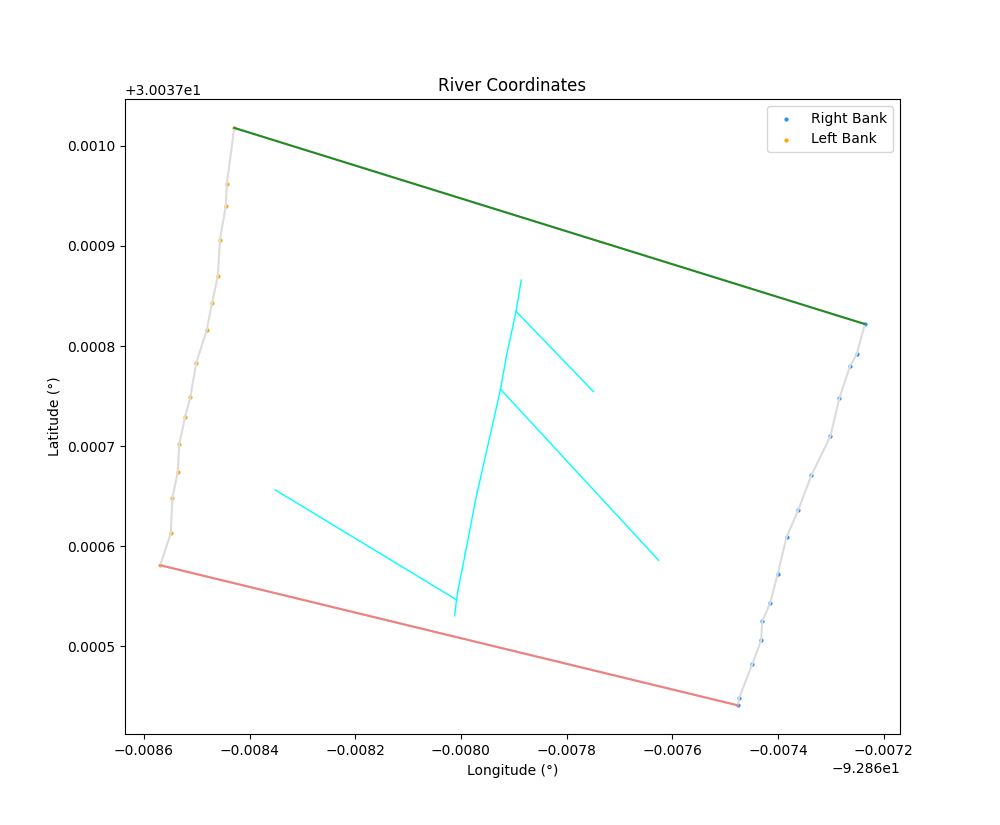 River Coordinates
+3.0037e1
Right Bank
Left Bank
0.0010
0.0009
0.0008
0.0007
0.0006
0.0005
Latitude (°)
−0.0086 −0.0084 −0.0082 −0.0080 −0.0078 −0.0076 −0.0074 −0.0072
Longitude (°)
−9.286e1